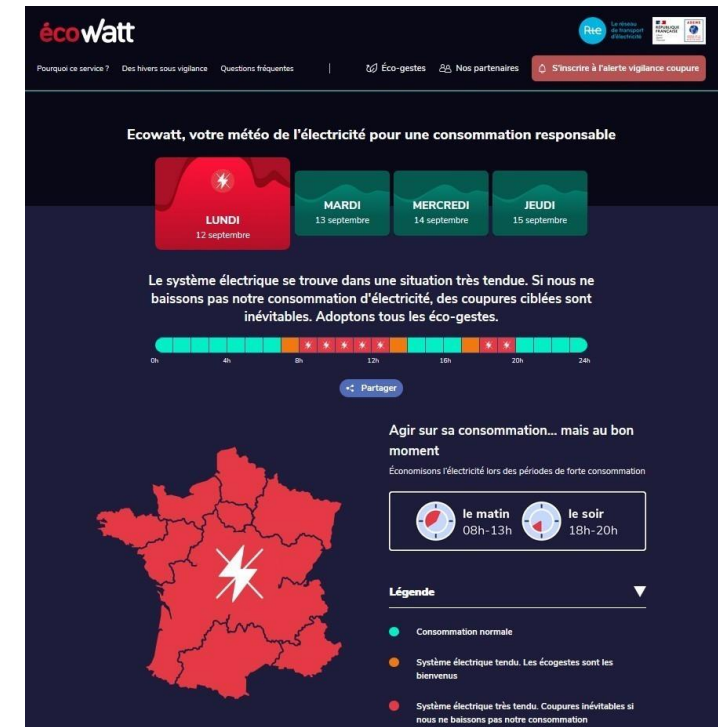 écowatt
Rte
Le réseau
de transport
d'électricité
RÉPUBLIQUE
FRANÇAISE
ADEME
Pourquoi ce service ? Des hivers sous vigilance Questions fréquentes
Éco-gestes Nos partenaires S'inscrire à l'alerte vigilance coupure
Ecowatt, votre météo de l'électricité pour une consommation responsable
LUNDI
12 septembre
MARDI
13 septembre
MERCREDI
14 septembre
JEUDI
15 septembre
Le système électrique se trouve dans une situation très tendue. Si nous ne
baissons pas notre consommation d'électricité, des coupures ciblées sont
inévitables. Adoptons tous les éco-gestes.
0h 4h 8h 12h 16h 20h 24h
Partager
Agir sur sa consommation... mais au bon
moment
Économisons l'électricité lors des périodes de forte consommation
le matin
08h-13h
le soir
18h-20h
Légende
Consommation normale
Système électrique tendu. Les écogestes sont les
bienvenus
Système électrique très tendu. Coupures inévitables si
nous ne baissons pas notre consommation